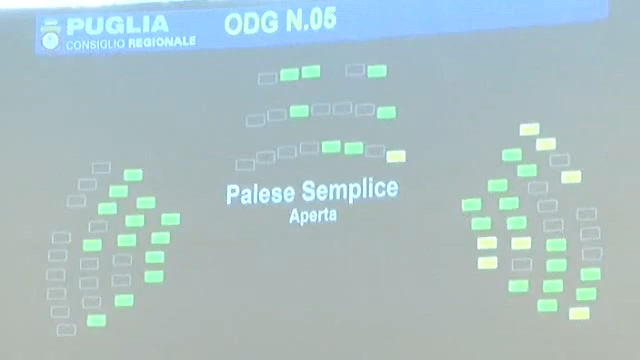 PUGLIA
CONSIGLIO REGIONALE
ODG N.05
Palese Semplice
Aperta